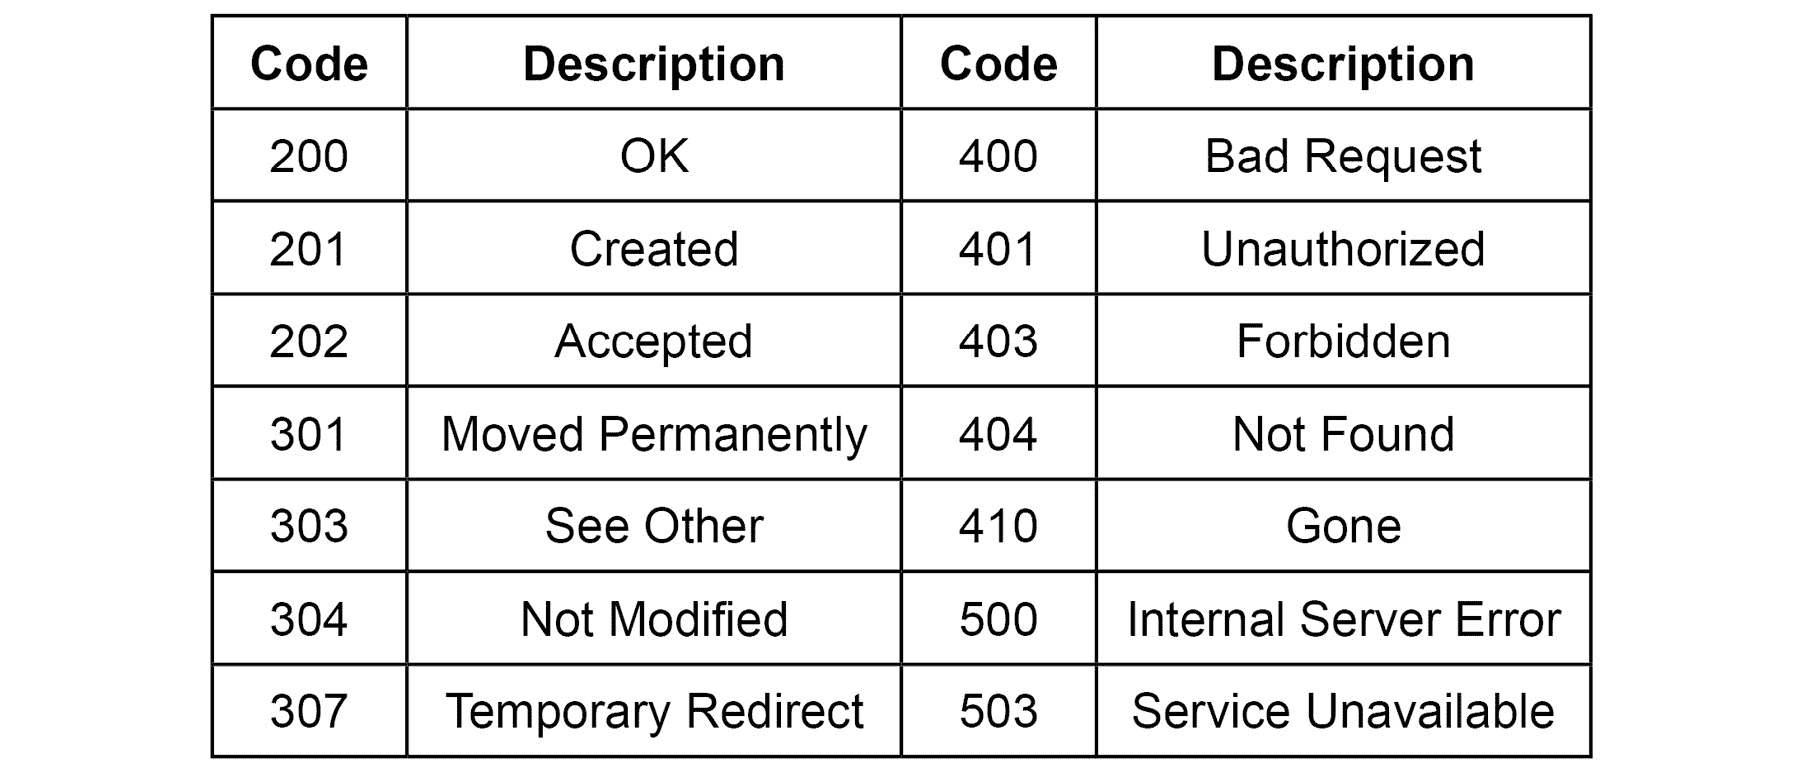 Code Description Code Description
200 OK 400 Bad Request
201 Created 401 Unauthorized
202 Accepted 403 Forbidden
301 Moved Permanently 404 Not Found
303 See Other 410 Gone
304 Not Modified 500 Internal Server Error
307 Temporary Redirect 503 Service Unavailable